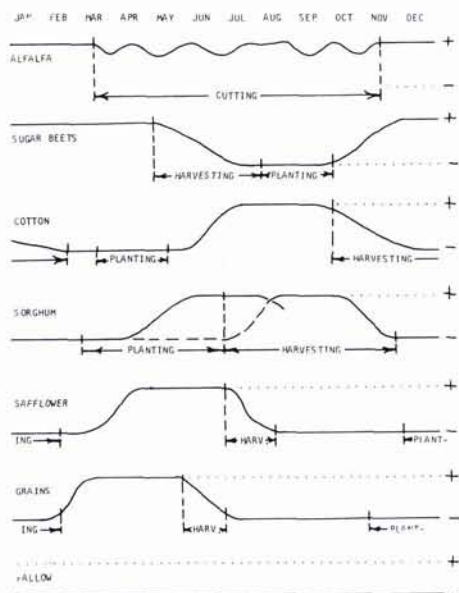 JAN FEB MAR APR MAY JUN JUL AUG SEP OCT NOV DEC
+
ALFALFA
-
CUTTING
+
SUGAR BEETS
-
HARVESTING PLANTING
+
COTTON
-
PLANTING HARVESTING
+
SORGHUM
-
PLANTING HARVESTING
+
SAFFLOWER
-
ING HARV. PLANT-
+
GRAINS
-
ING HARV. PLANT-
+
FALLOW